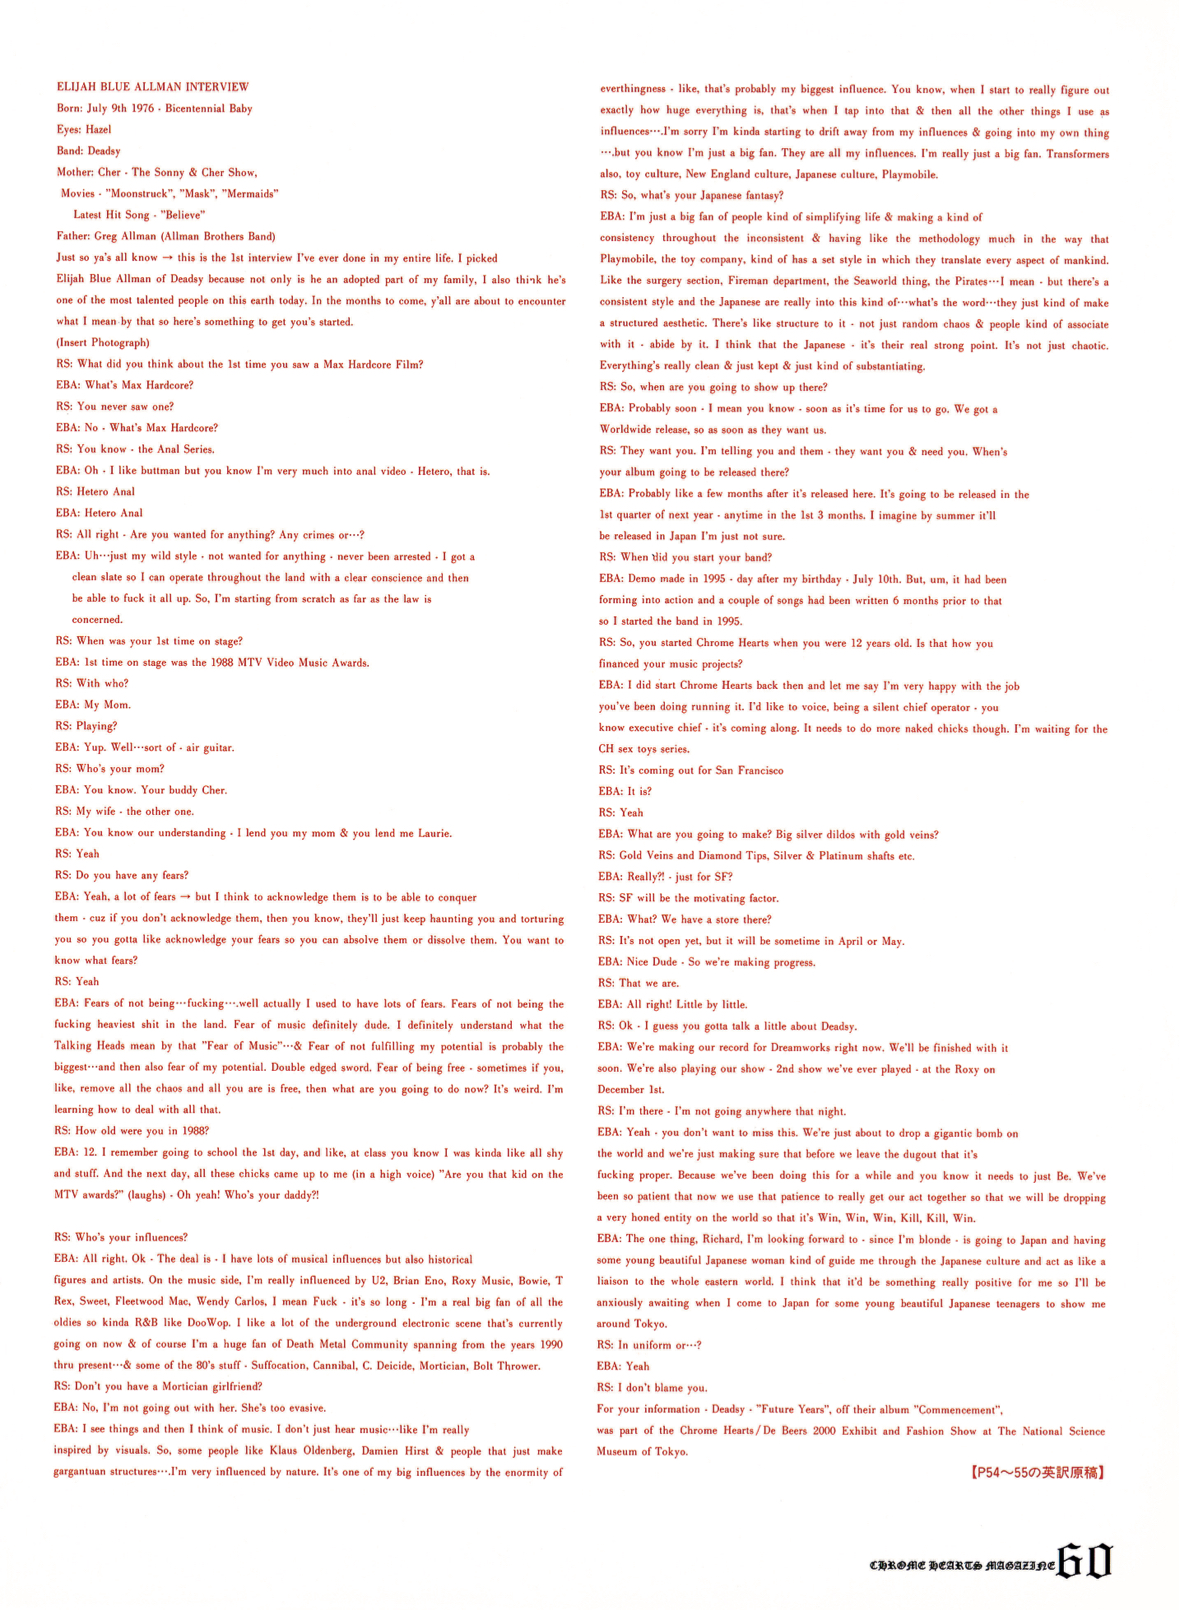 ELIJAH BLUE ALLMAN INTERVIEW
Born: July 9th 1976 - Bicentennial Baby
Eyes: Hazel
Band: Deadsy
Mother: Cher - The Sonny & Cher Show,
Movies - "Moonstruck", "Mask", "Mermaids"
Latest Hit Song - "Believe"
Father: Greg Allman (Allman Brothers Band)
Just so ya's all know → this is the 1st interview I've ever done in my entire life. I picked
Elijah Blue Allman of Deadsy because not only is he an adopted part of my family, I also think he's
one of the most talented people on this earth today. In the months to come, y'all are about to encounter
what I mean by that so here's something to get you's started.
(Insert Photograph)
RS: What did you think about the 1st time you saw a Max Hardcore Film?
EBA: What's Max Hardcore?
RS: You never saw one?
EBA: No - What's Max Hardcore?
RS: You know - the Anal Series.
EBA: Oh - I like buttman but you know I'm very much into anal video - Hetero, that is.
RS: Hetero Anal
EBA: Hetero Anal
RS: All right - Are you wanted for anything? Any crimes or…?
EBA: Uh…just my wild style - not wanted for anything - never been arrested - I got a
clean slate so I can operate throughout the land with a clear conscience and then
be able to fuck it all up. So, I'm starting from scratch as far as the law is
concerned.
RS: When was your 1st time on stage?
EBA: 1st time on stage was the 1988 MTV Video Music Awards.
RS: With who?
EBA: My Mom.
RS: Playing?
EBA: Yup. Well…sort of - air guitar.
RS: Who's your mom?
EBA: You know. Your buddy Cher.
RS: My wife - the other one.
EBA: You know our understanding - I lend you my mom & you lend me Laurie.
RS: Yeah
RS: Do you have any fears?
EBA: Yeah, a lot of fears → but I think to acknowledge them is to be able to conquer
them - cuz if you don't acknowledge them, then you know, they'll just keep haunting you and torturing
you so you gotta like acknowledge your fears so you can absolve them or dissolve them. You want to
know what fears?
RS: Yeah
EBA: Fears of not being…fucking….well actually I used to have lots of fears. Fears of not being the
fucking heaviest shit in the land. Fear of music definitely dude. I definitely understand what the
Talking Heads mean by that "Fear of Music"…& Fear of not fulfilling my potential is probably the
biggest…and then also fear of my potential. Double edged sword. Fear of being free - sometimes if you,
like, remove all the chaos and all you are is free, then what are you going to do now? It's weird. I'm
learning how to deal with all that.
RS: How old were you in 1988?
EBA: 12. I remember going to school the 1st day, and like, at class you know I was kinda like all shy
and stuff. And the next day, all these chicks came up to me (in a high voice) "Are you that kid on the
MTV awards?" (laughs) - Oh yeah! Who's your daddy?!
RS: Who's your influences?
EBA: All right. Ok - The deal is - I have lots of musical influences but also historical
figures and artists. On the music side, I'm really influenced by U2, Brian Eno, Roxy Music, Bowie, T
Rex, Sweet, Fleetwood Mac, Wendy Carlos, I mean Fuck - it's so long - I'm a real big fan of all the
oldies so kinda R&B like DooWop. I like a lot of the underground electronic scene that's currently
going on now & of course I'm a huge fan of Death Metal Community spanning from the years 1990
thru present…& some of the 80's stuff - Suffocation, Cannibal, C. Deicide, Mortician, Bolt Thrower.
RS: Don't you have a Mortician girlfriend?
EBA: No, I'm not going out with her. She's too evasive.
EBA: I see things and then I think of music. I don't just hear music…like I'm really
inspired by visuals. So, some people like Klaus Oldenberg, Damien Hirst & people that just make
gargantuan structures….I'm very influenced by nature. It's one of my big influences by the enormity of
everthingness - like, that's probably my biggest influence. You know, when I start to really figure out
exactly how huge everything is, that's when I tap into that & then all the other things I use as
influences….I'm sorry I'm kinda starting to drift away from my influences & going into my own thing
….but you know I'm just a big fan. They are all my influences. I'm really just a big fan. Transformers
also, toy culture, New England culture, Japanese culture, Playmobile.
RS: So, what's your Japanese fantasy?
EBA: I'm just a big fan of people kind of simplifying life & making a kind of
consistency throughout the inconsistent & having like the methodology much in the way that
Playmobile, the toy company, kind of has a set style in which they translate every aspect of mankind.
Like the surgery section, Fireman department, the Seaworld thing, the Pirates…I mean - but there's a
consistent style and the Japanese are really into this kind of…what's the word…they just kind of make
a structured aesthetic. There's like structure to it - not just random chaos & people kind of associate
with it - abide by it. I think that the Japanese - it's their real strong point. It's not just chaotic.
Everything's really clean & just kept & just kind of substantiating.
RS: So, when are you going to show up there?
EBA: Probably soon - I mean you know - soon as it's time for us to go. We got a
Worldwide release, so as soon as they want us.
RS: They want you. I'm telling you and them - they want you & need you. When's
your album going to be released there?
EBA: Probably like a few months after it's released here. It's going to be released in the
1st quarter of next year - anytime in the 1st 3 months. I imagine by summer it'll
be released in Japan I'm just not sure.
RS: When did you start your band?
EBA: Demo made in 1995 - day after my birthday - July 10th. But, um, it had been
forming into action and a couple of songs had been written 6 months prior to that
so I started the band in 1995.
RS: So, you started Chrome Hearts when you were 12 years old. Is that how you
financed your music projects?
EBA: I did start Chrome Hearts back then and let me say I'm very happy with the job
you've been doing running it. I'd like to voice, being a silent chief operator - you
know executive chief - it's coming along. It needs to do more naked chicks though. I'm waiting for the
CH sex toys series.
RS: It's coming out for San Francisco
EBA: It is?
RS: Yeah
EBA: What are you going to make? Big silver dildos with gold veins?
RS: Gold Veins and Diamond Tips, Silver & Platinum shafts etc.
EBA: Really?! - just for SF?
RS: SF will be the motivating factor.
EBA: What? We have a store there?
RS: It's not open yet, but it will be sometime in April or May.
EBA: Nice Dude - So we're making progress.
RS: That we are.
EBA: All right! Little by little.
RS: Ok - I guess you gotta talk a little about Deadsy.
EBA: We're making our record for Dreamworks right now. We'll be finished with it
soon. We're also playing our show - 2nd show we've ever played - at the Roxy on
December 1st.
RS: I'm there - I'm not going anywhere that night.
EBA: Yeah - you don't want to miss this. We're just about to drop a gigantic bomb on
the world and we're just making sure that before we leave the dugout that it's
fucking proper. Because we've been doing this for a while and you know it needs to just Be. We've
been so patient that now we use that patience to really get our act together so that we will be dropping
a very honed entity on the world so that it's Win, Win, Win, Kill, Kill, Win.
EBA: The one thing, Richard, I'm looking forward to - since I'm blonde - is going to Japan and having
some young beautiful Japanese woman kind of guide me through the Japanese culture and act as like a
liaison to the whole eastern world. I think that it'd be something really positive for me so I'll be
anxiously awaiting when I come to Japan for some young beautiful Japanese teenagers to show me
around Tokyo.
RS: In uniform or…?
EBA: Yeah
RS: I don't blame you.
For your information - Deadsy - "Future Years", off their album "Commencement",
was part of the Chrome Hearts/De Beers 2000 Exhibit and Fashion Show at The National Science
Museum of Tokyo.
【P54〜55の英訳原稿】
CHROME HEARTS MAGAZINE 60